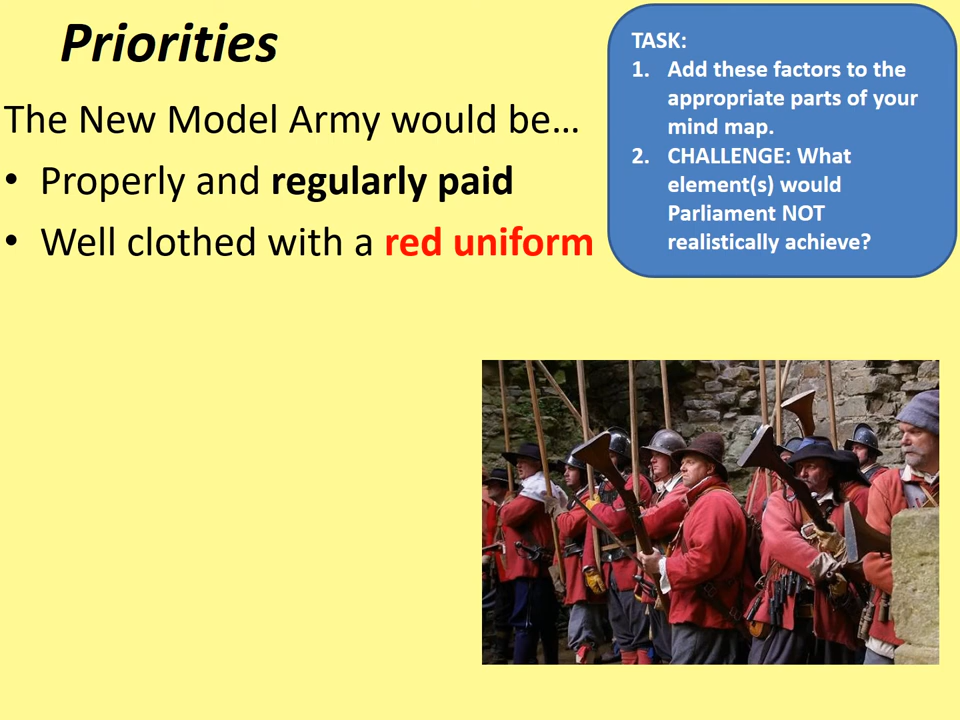 Priorities
The New Model Army would be…
• Properly and regularly paid
• Well clothed with a red uniform
TASK:
1. Add these factors to the
appropriate parts of your
mind map.
2. CHALLENGE: What
element(s) would
Parliament NOT
realistically achieve?